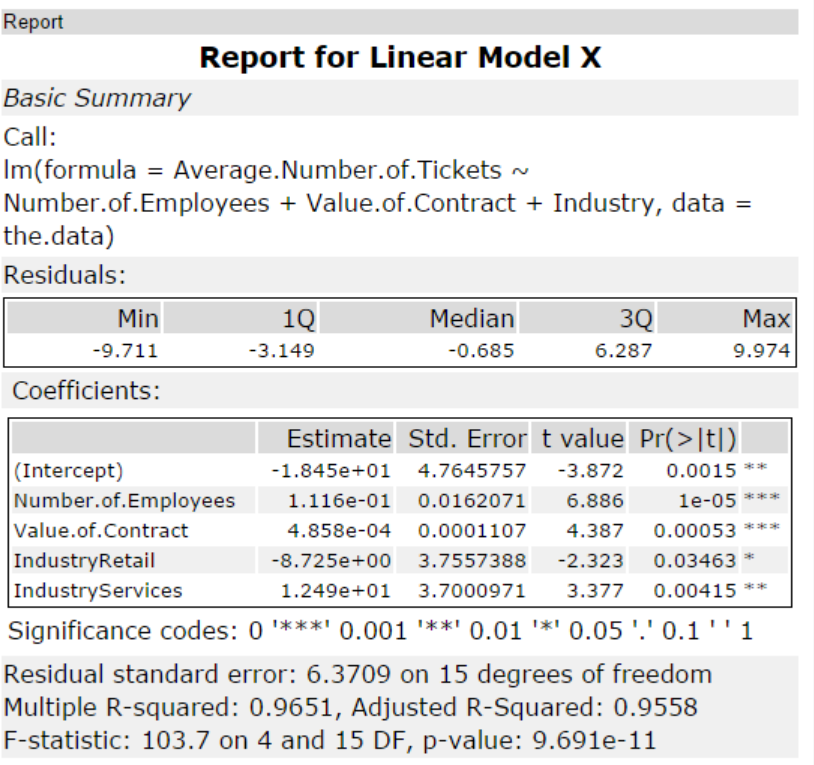 Report
Report for Linear Model X
Basic Summary
Call:
lm(formula = Average.Number.of.Tickets ~
Number.of.Employees + Value.of.Contract + Industry, data =
the.data)
Residuals:
Min 1Q Median 3Q Max
-9.711 -3.149 -0.685 6.287 9.974
Coefficients:
Estimate Std. Error t value Pr(>|t|)
(Intercept) -1.845e+01 4.7645757 -3.872 0.0015 **
Number.of.Employees 1.116e-01 0.0162071 6.886 1e-05 ***
Value.of.Contract 4.858e-04 0.0001107 4.387 0.00053 ***
IndustryRetail -8.725e+00 3.7557388 -2.323 0.03463 *
IndustryServices 1.249e+01 3.7000971 3.377 0.00415 **
Significance codes: 0 '***' 0.001 '**' 0.01 '*' 0.05 '.' 0.1 ' ' 1
Residual standard error: 6.3709 on 15 degrees of freedom
Multiple R-squared: 0.9651, Adjusted R-Squared: 0.9558
F-statistic: 103.7 on 4 and 15 DF, p-value: 9.691e-11